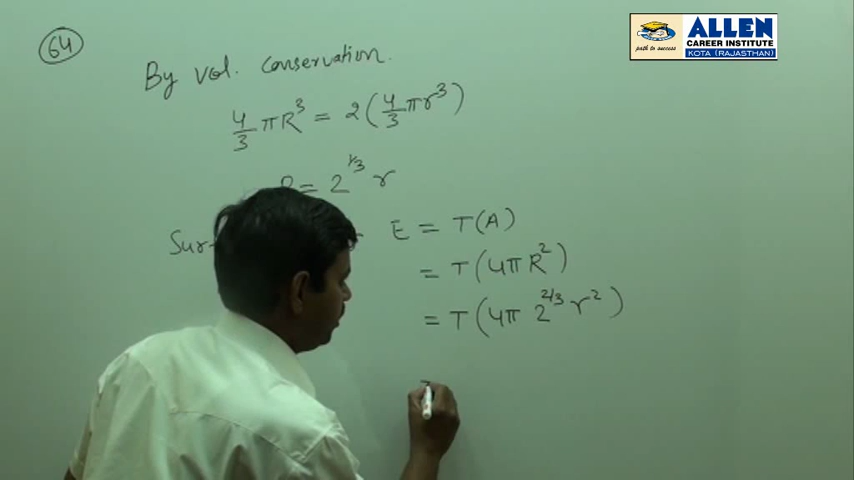 64
ALLEN
path to success
CAREER INSTITUTE
KOTA (RAJASTHAN)
By vol. conservation.
4/3 πR³ = 2(4/3 πr³)
R = 2^1/3 r
E = T(A)
= T(4πR²)
= T(4π 2^2/3 r²)